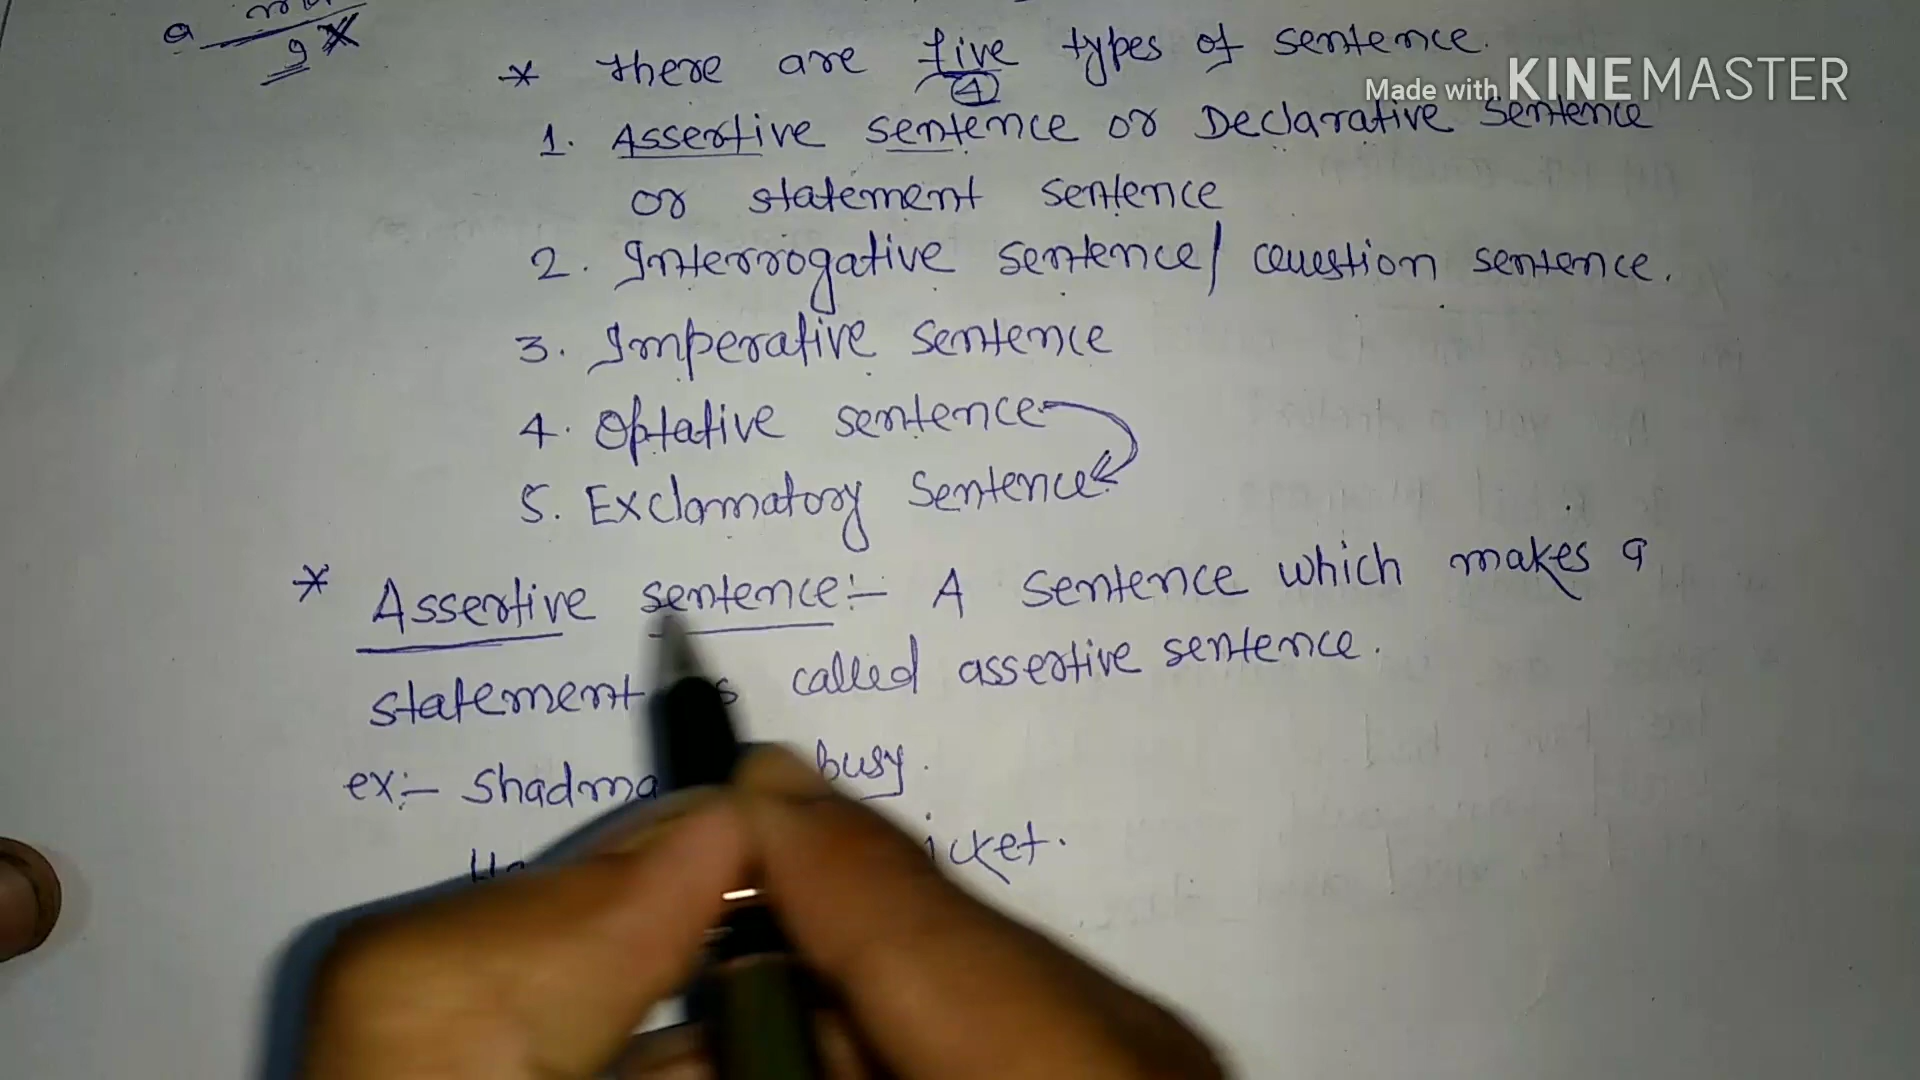 a
9
* there are five types of sentence.
4
Made with KINEMASTER
1. Assertive sentence or Declarative sentence
or statement sentence
2. Interrogative sentence/ question sentence.
3. Imperative sentence
4. Optative sentence
5. Exclamatory Sentence
* Assertive sentence:- A sentence which makes a
statement called assertive sentence.
ex:- Shadma busy.